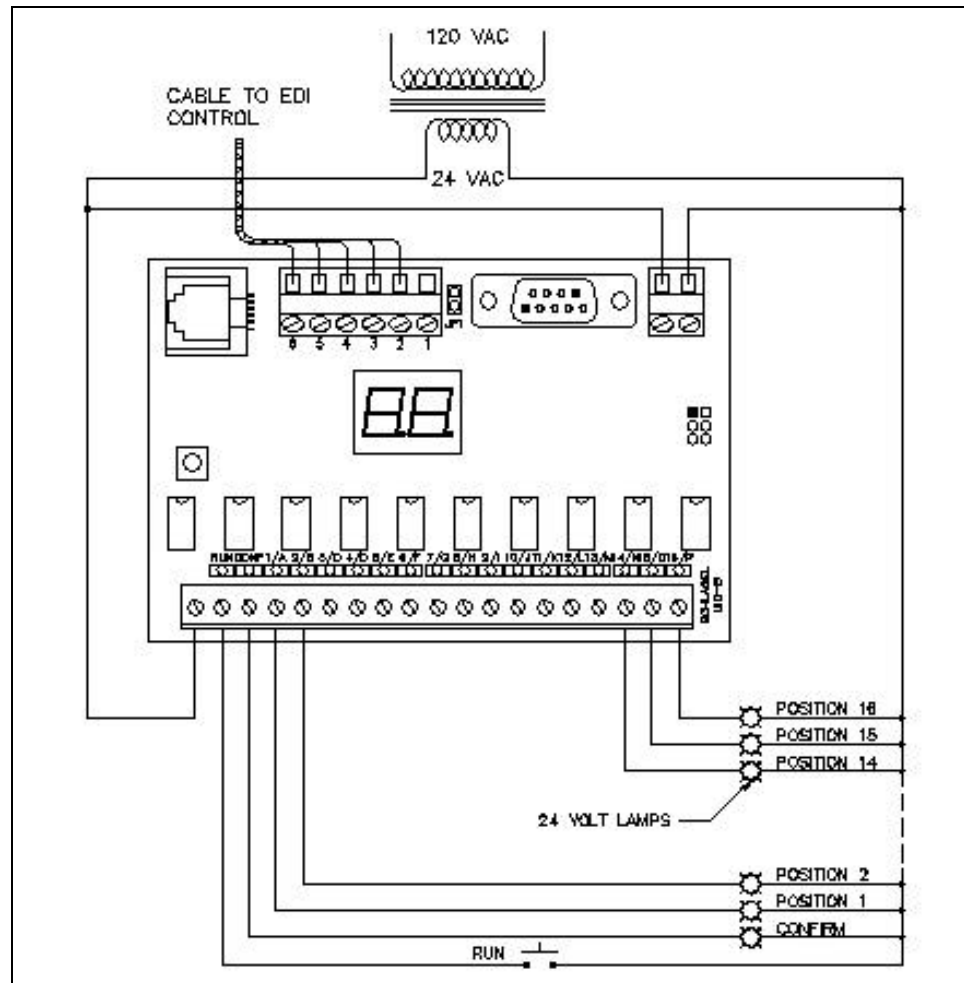 120 VAC
CABLE TO EDI
CONTROL
24 VAC
6 5 4 3 2 1
88
POSITION 16
POSITION 15
POSITION 14
24 VOLT LAMPS
POSITION 2
POSITION 1
CONFIRM
RUN